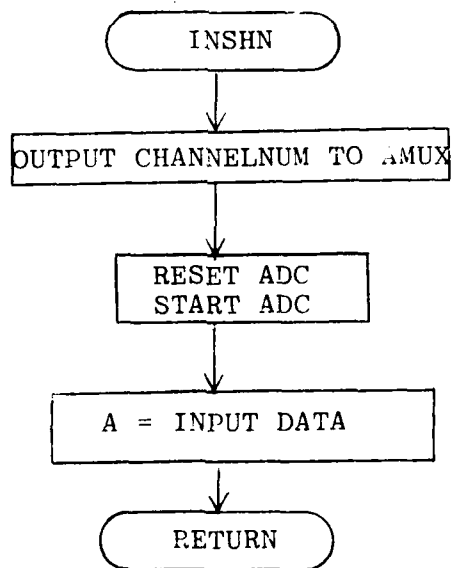 INSHN
OUTPUT CHANNELNUM TO AMUX
RESET ADC
START ADC
A = INPUT DATA
RETURN